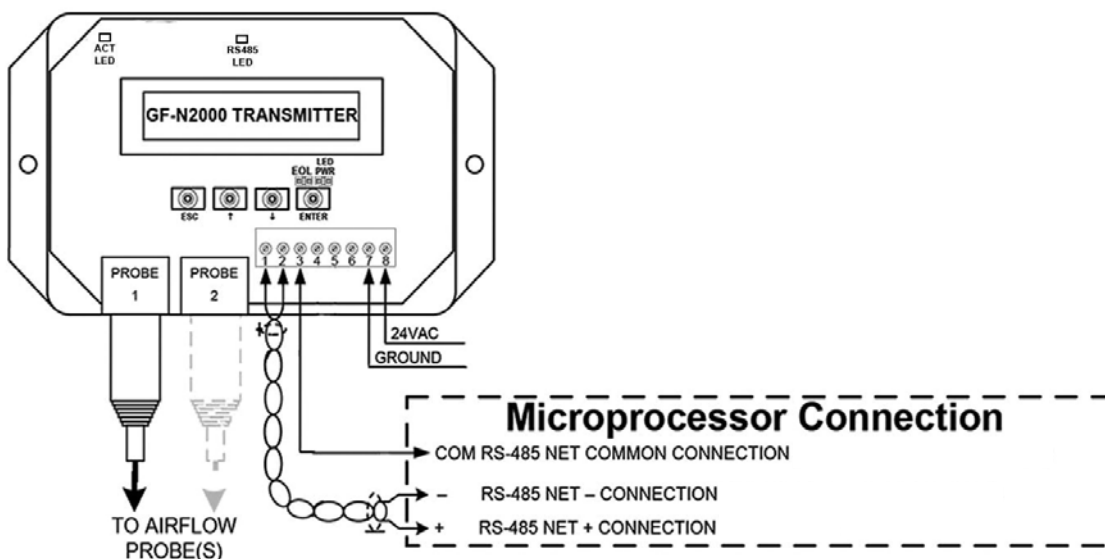 ACT
LED
RS485
LED
GF-N2000 TRANSMITTER
LED
EOL PWR
ESC ↑ ↓ ENTER
1 2 3 4 5 6 7 8
PROBE
1
PROBE
2
24VAC
GROUND
Microprocessor Connection
COM RS-485 NET COMMON CONNECTION
– RS-485 NET – CONNECTION
+ RS-485 NET + CONNECTION
TO AIRFLOW
PROBE(S)